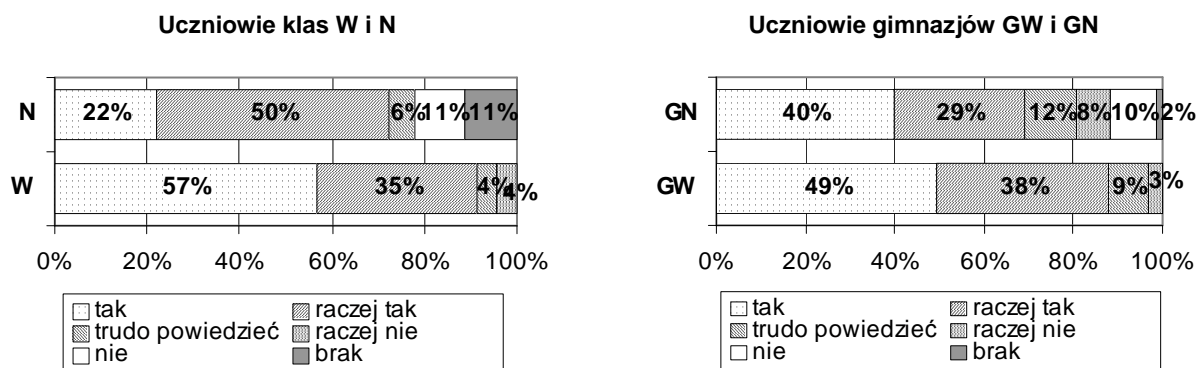 Uczniowie klas W i N
N
22%
50%
6%
11%
11%
W
57%
35%
4%
4%
0%
20%
40%
60%
80%
100%
tak
raczej tak
trudo powiedzieć
raczej nie
nie
brak
Uczniowie gimnazjów GW i GN
GN
40%
29%
12%
8%
10%
2%
GW
49%
38%
9%
3%
0%
20%
40%
60%
80%
100%
tak
raczej tak
trudo powiedzieć
raczej nie
nie
brak